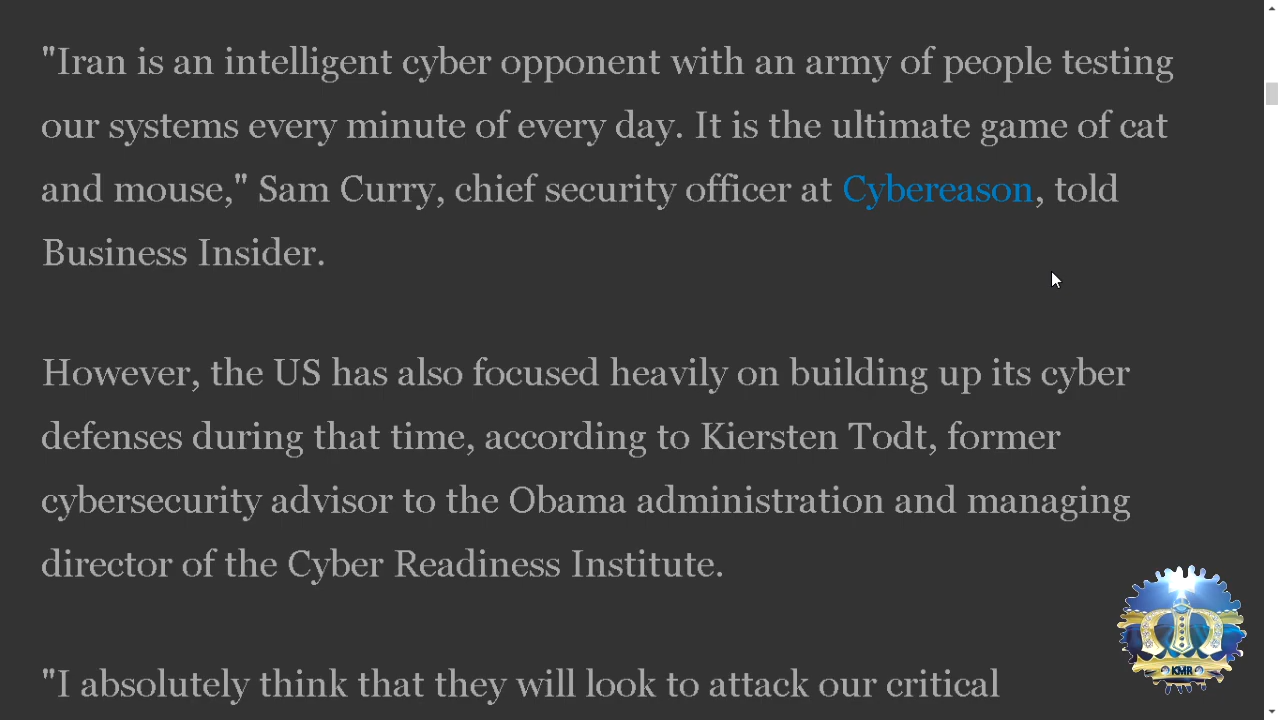 "Iran is an intelligent cyber opponent with an army of people testing
our systems every minute of every day. It is the ultimate game of cat
and mouse," Sam Curry, chief security officer at Cybereason, told
Business Insider.
However, the US has also focused heavily on building up its cyber
defenses during that time, according to Kiersten Todt, former
cybersecurity advisor to the Obama administration and managing
director of the Cyber Readiness Institute.
"I absolutely think that they will look to attack our critical
KMR